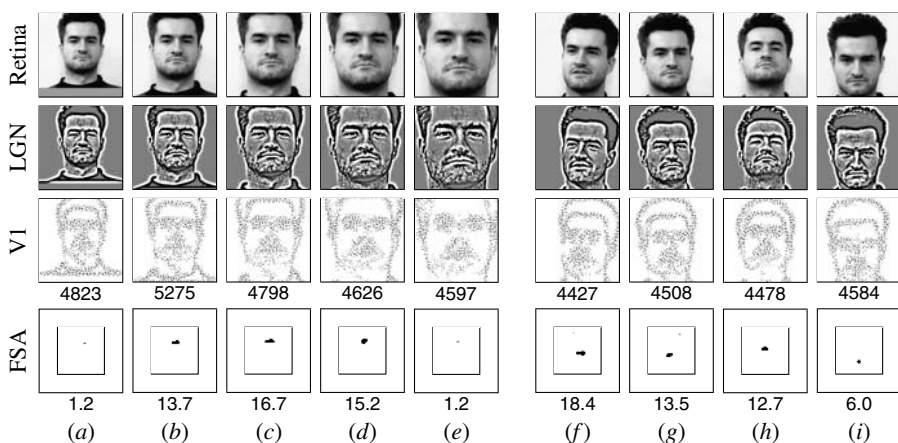 Retina
LGN
V1
4823 5275 4798 4626 4597 4427 4508 4478 4584
FSA
1.2 13.7 16.7 15.2 1.2 18.4 13.5 12.7 6.0
(a) (b) (c) (d) (e) (f) (g) (h) (i)